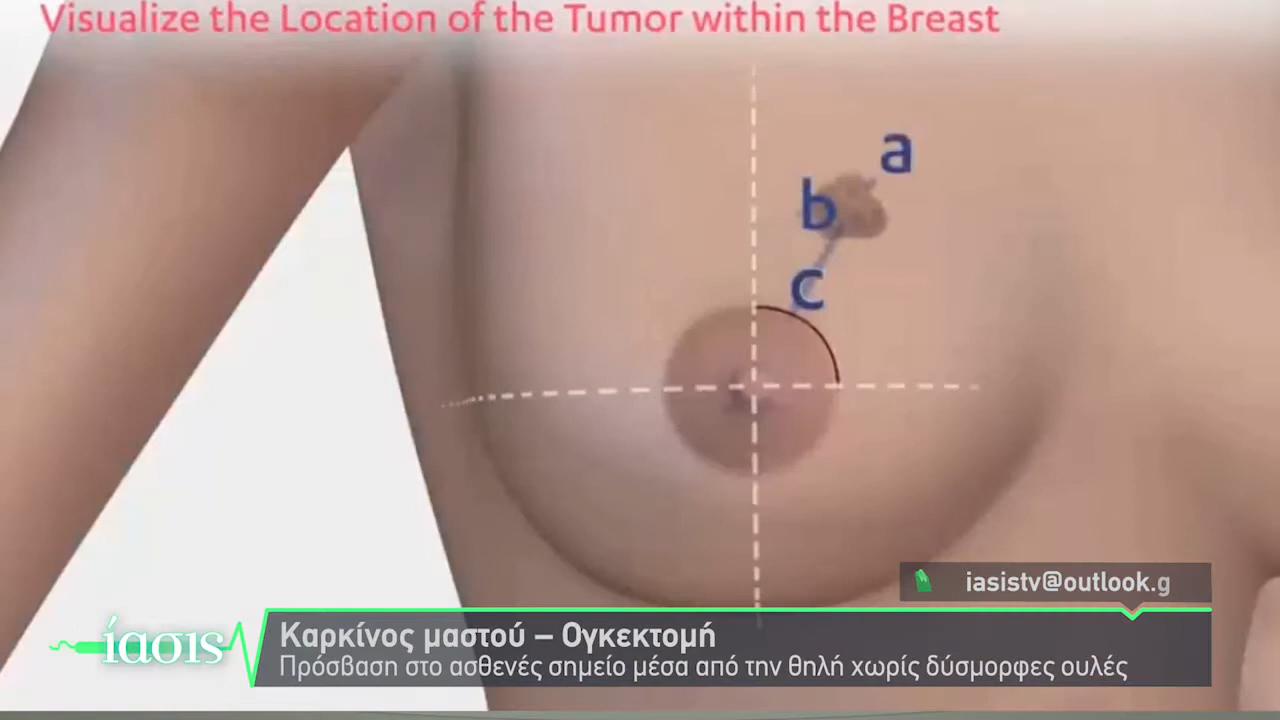 Visualize the Location of the Tumor within the Breast
a
b
c
iasistv@outlook.g
ίασις
Καρκίνος μαστού – Ογκεκτομή
Πρόσβαση στο ασθενές σημείο μέσα από την θηλή χωρίς δύσμορφες ουλές